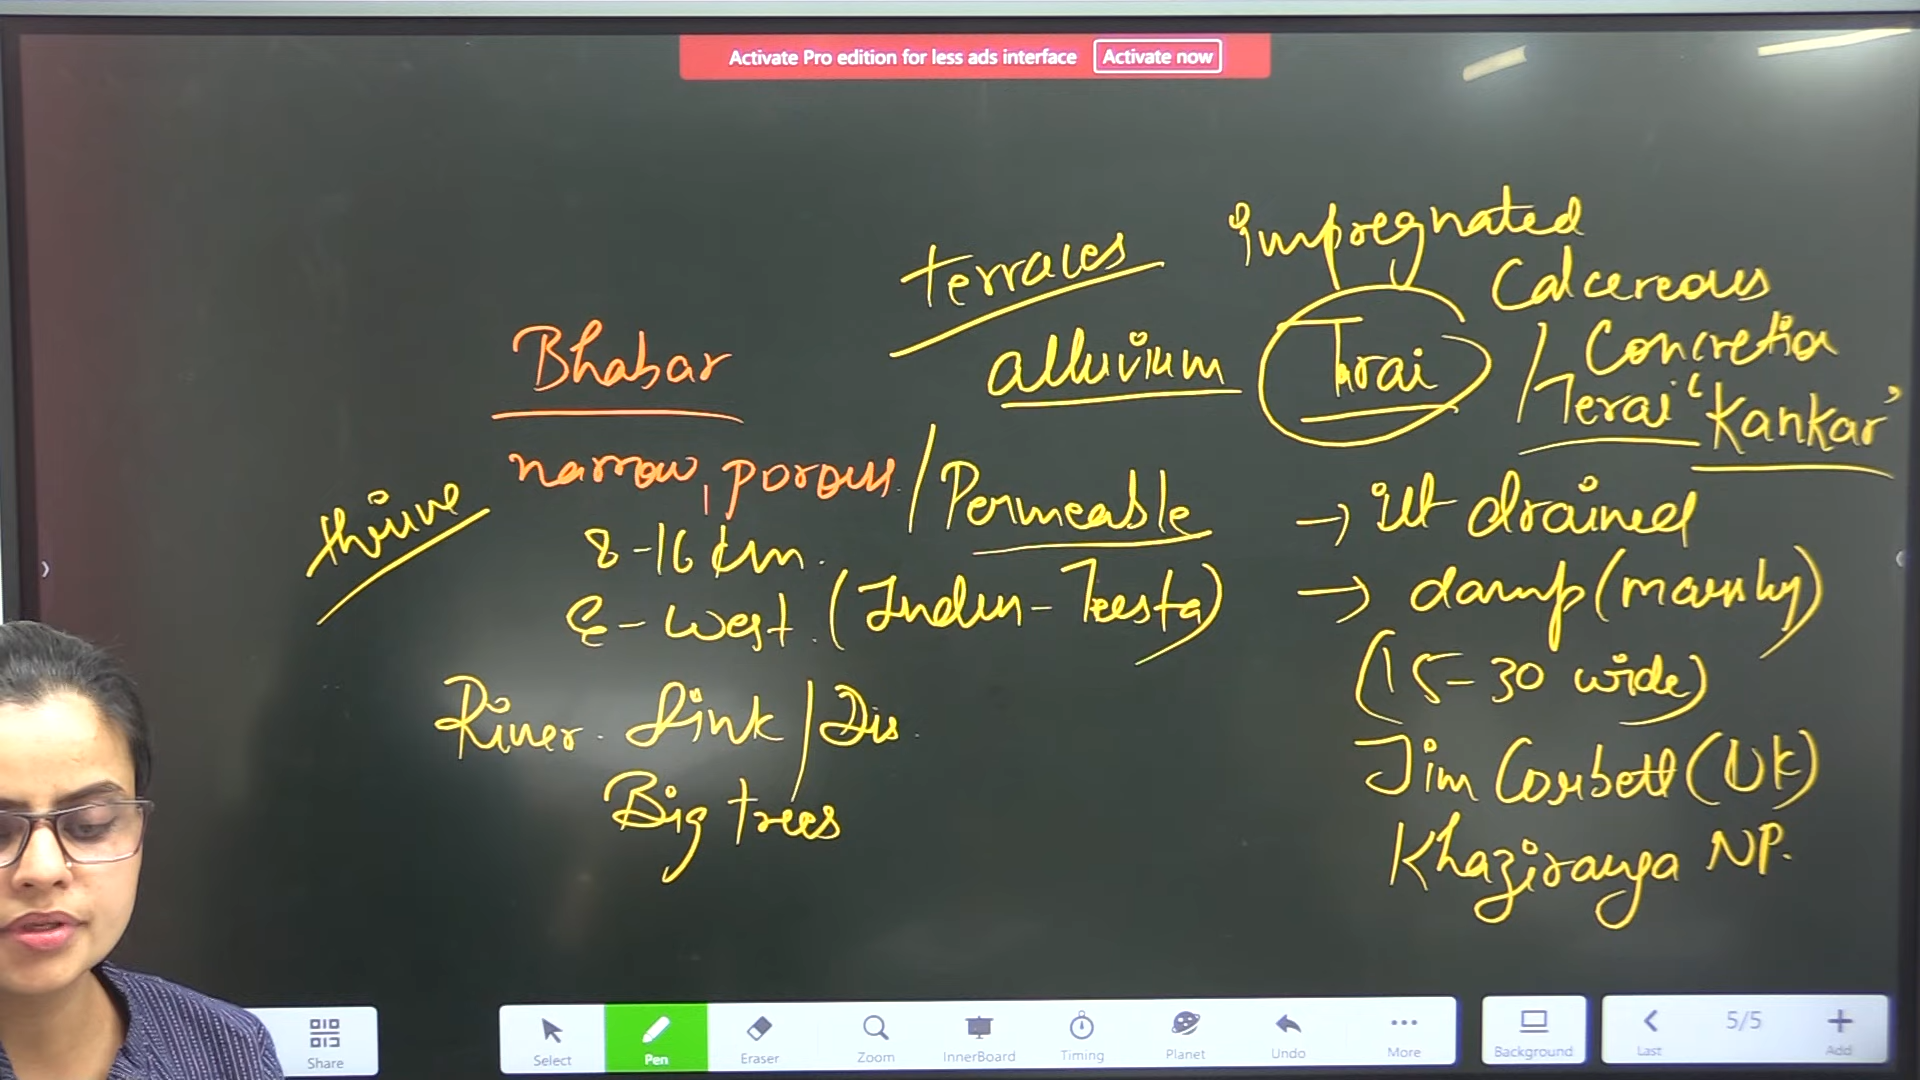 Activate Pro edition for less ads interface Activate now
terraces
impregnated
Calcereous
Concretion
alluvium
Tarai
/Terai
'Kankar'
Bhabar
narrow, porous / Permeable
thrive
8-16 km.
E-West. (Indus-Teesta)
River. Sink/Dis.
Big trees
→ ill drained
→ damp (marshy)
(15-30 wide)
Jim Corbett (UK)
Khaziranga NP.
Share
Select Pen Eraser Zoom InnerBoard Timing Planet Undo More
Background
Last 5/5 Add